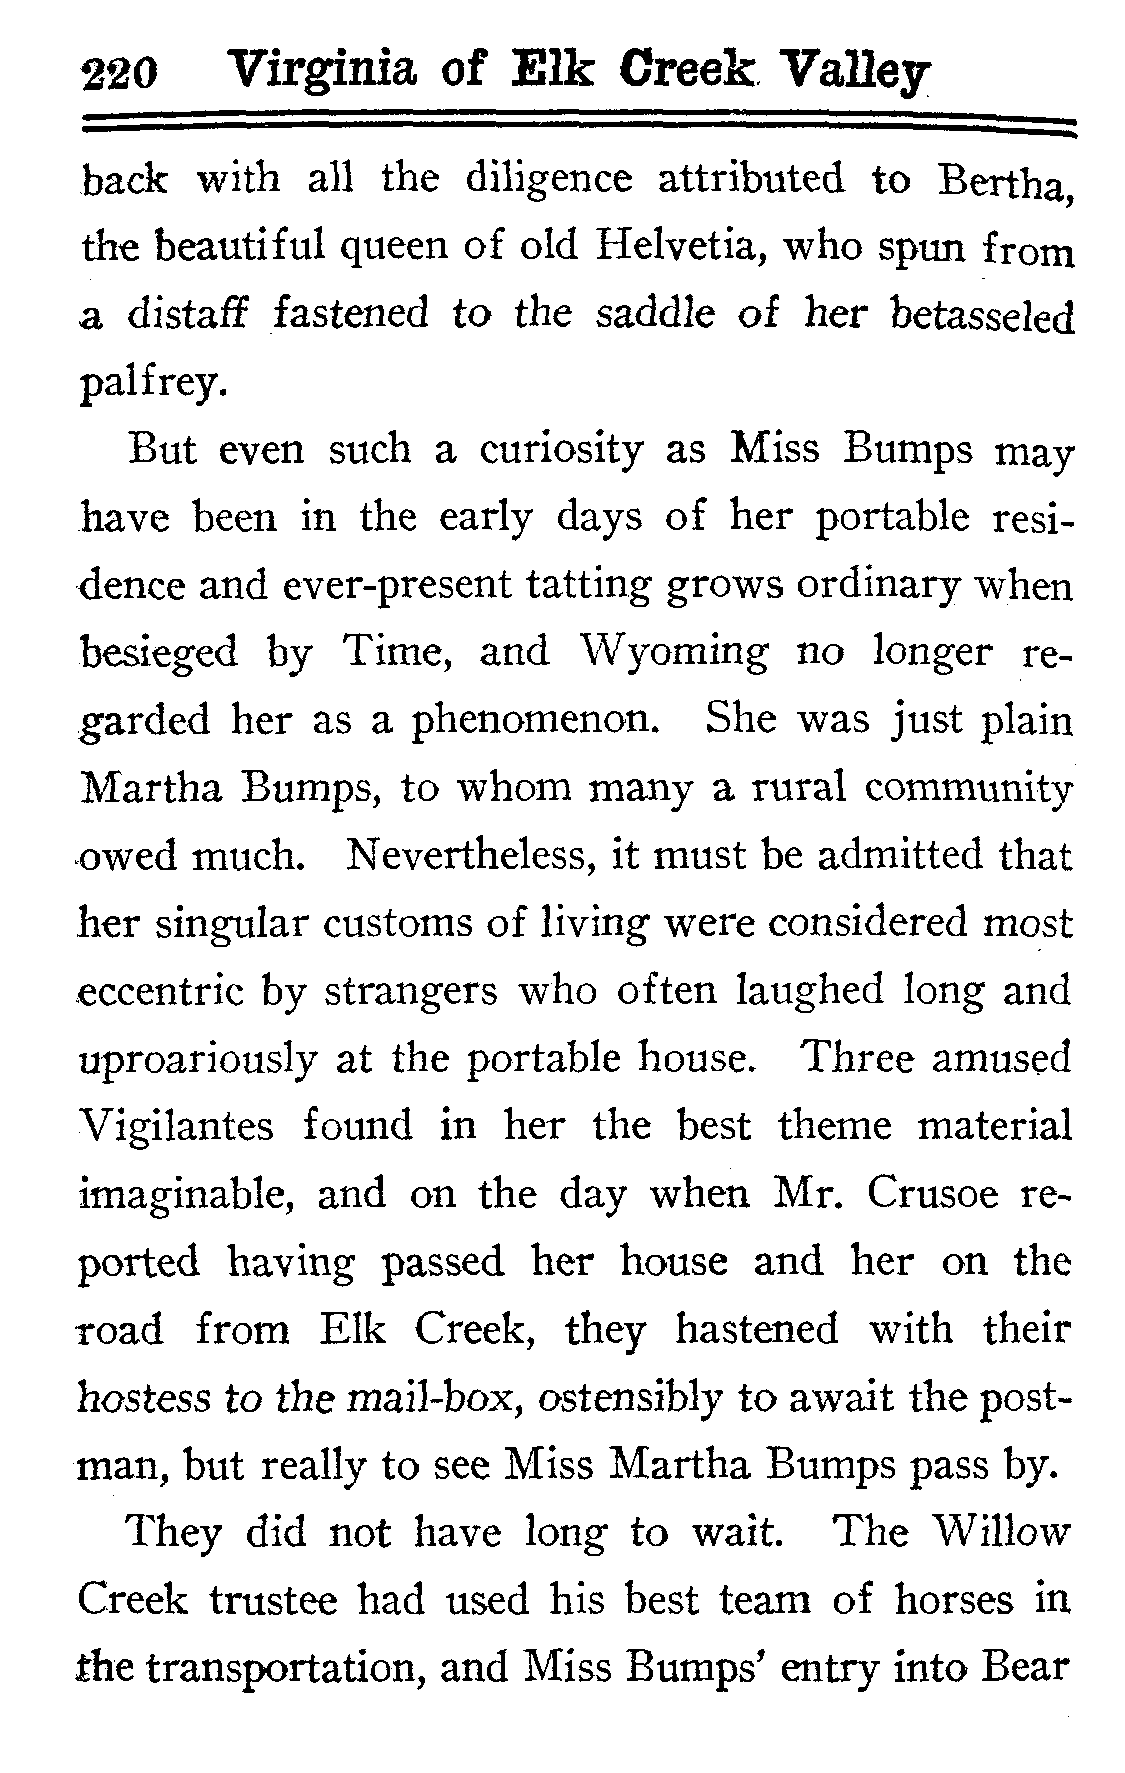 220 Virginia of Elk Creek Valley
back with all the diligence attributed to Bertha,
the beautiful queen of old Helvetia, who spun from
a distaff fastened to the saddle of her betasseled
palfrey.
But even such a curiosity as Miss Bumps may
have been in the early days of her portable resi-
dence and ever-present tatting grows ordinary when
besieged by Time, and Wyoming no longer re-
garded her as a phenomenon. She was just plain
Martha Bumps, to whom many a rural community
owed much. Nevertheless, it must be admitted that
her singular customs of living were considered most
eccentric by strangers who often laughed long and
uproariously at the portable house. Three amused
Vigilantes found in her the best theme material
imaginable, and on the day when Mr. Crusoe re-
ported having passed her house and her on the
road from Elk Creek, they hastened with their
hostess to the mail-box, ostensibly to await the post-
man, but really to see Miss Martha Bumps pass by.
They did not have long to wait. The Willow
Creek trustee had used his best team of horses in
the transportation, and Miss Bumps' entry into Bear